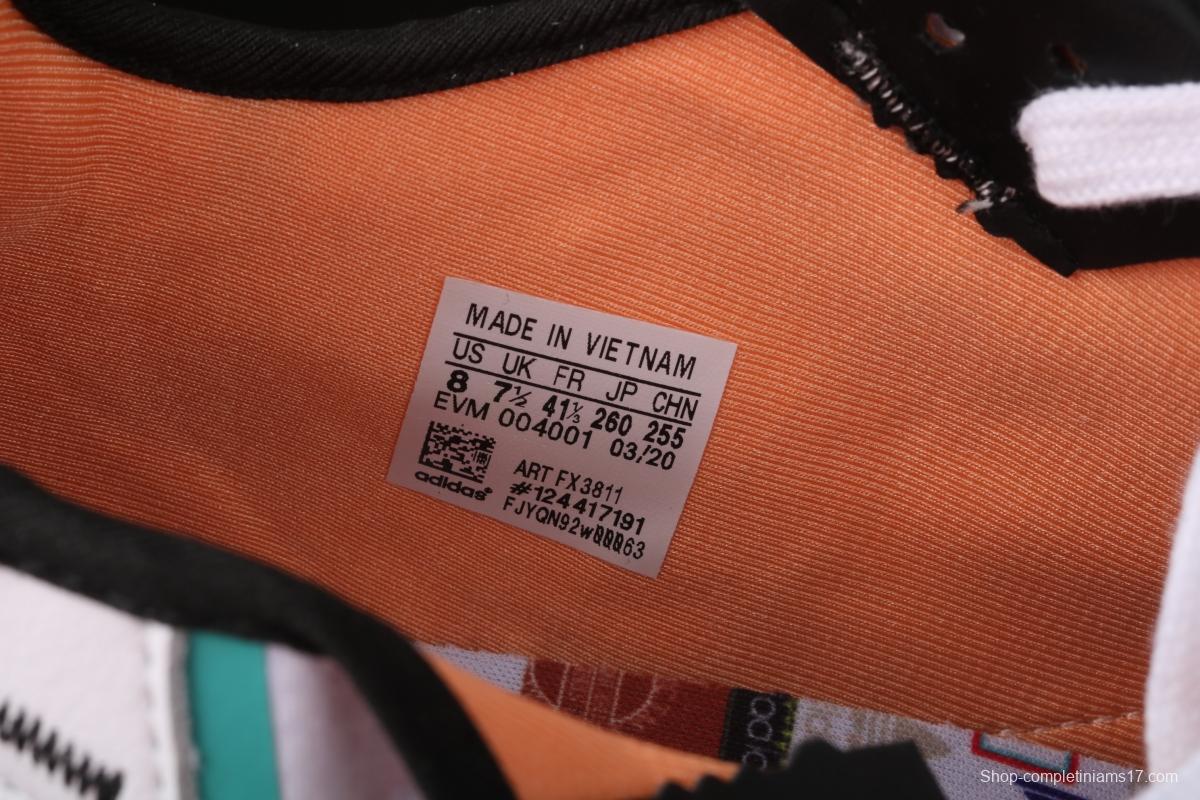 MADE IN VIETNAM
US UK FR JP CHN
8 7½ 41⅓ 260 255
EVM 004001 03/20
ART FX3811
#124417191
FJYQN92w00063
adidas
Shop-completiniams17.com